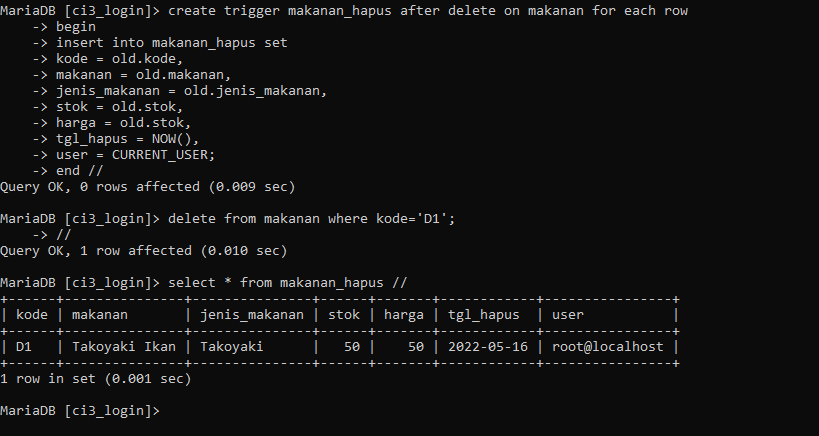 MariaDB [ci3_login]> create trigger makanan_hapus after delete on makanan for each row
    -> begin
    -> insert into makanan_hapus set
    -> kode = old.kode,
    -> makanan = old.makanan,
    -> jenis_makanan = old.jenis_makanan,
    -> stok = old.stok,
    -> harga = old.stok,
    -> tgl_hapus = NOW(),
    -> user = CURRENT_USER;
    -> end //
Query OK, 0 rows affected (0.009 sec)

MariaDB [ci3_login]> delete from makanan where kode='D1';
    -> //
Query OK, 1 row affected (0.010 sec)

MariaDB [ci3_login]> select * from makanan_hapus //
+------+---------------+---------------+------+-------+------------+----------------+
| kode | makanan       | jenis_makanan | stok | harga | tgl_hapus  | user           |
+------+---------------+---------------+------+-------+------------+----------------+
| D1   | Takoyaki Ikan | Takoyaki      |   50 |    50 | 2022-05-16 | root@localhost |
+------+---------------+---------------+------+-------+------------+----------------+
1 row in set (0.001 sec)

MariaDB [ci3_login]>